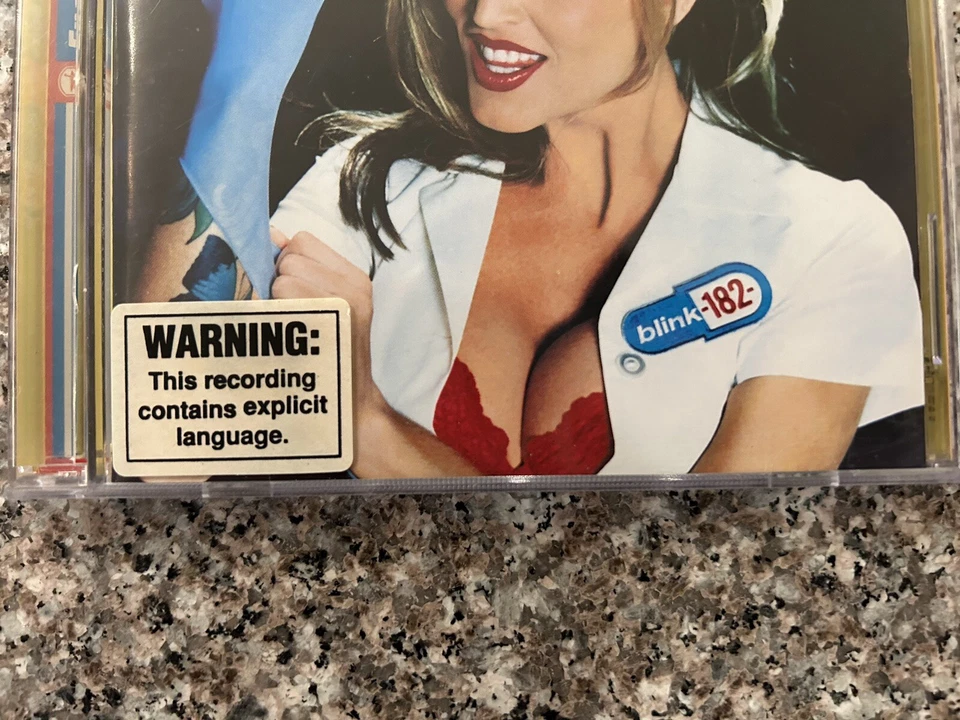 WARNING:
This recording
contains explicit
language.
blink-182-